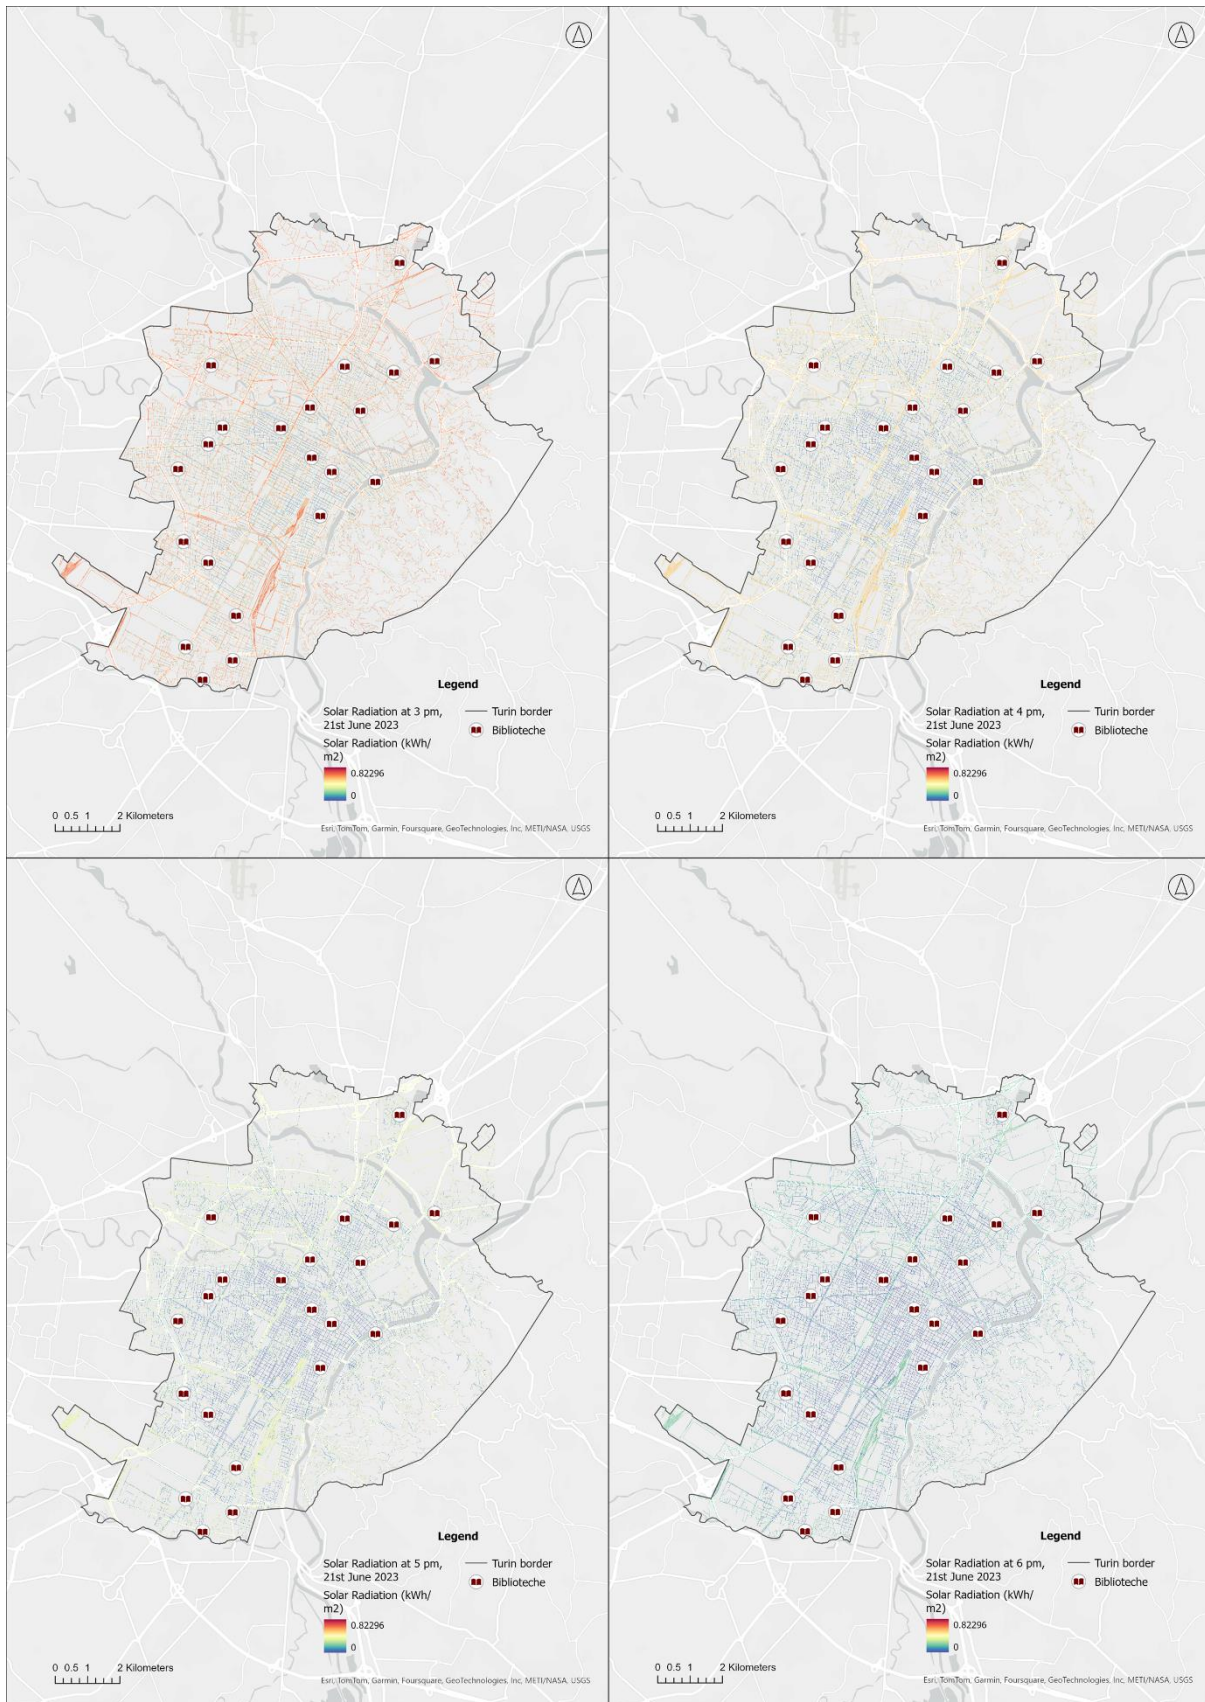 Legend
Solar Radiation at 3 pm,
21st June 2023
Solar Radiation (kWh/
m2)
0.82296
0
Turin border
Biblioteche
0 0.5 1 2 Kilometers
Esri, TomTom, Garmin, Foursquare, GeoTechnologies, Inc, METI/NASA, USGS
Legend
Solar Radiation at 4 pm,
21st June 2023
Solar Radiation (kWh/
m2)
0.82296
0
Turin border
Biblioteche
0 0.5 1 2 Kilometers
Esri, TomTom, Garmin, Foursquare, GeoTechnologies, Inc, METI/NASA, USGS
Legend
Solar Radiation at 5 pm,
21st June 2023
Solar Radiation (kWh/
m2)
0.82296
0
Turin border
Biblioteche
0 0.5 1 2 Kilometers
Esri, TomTom, Garmin, Foursquare, GeoTechnologies, Inc, METI/NASA, USGS
Legend
Solar Radiation at 6 pm,
21st June 2023
Solar Radiation (kWh/
m2)
0.82296
0
Turin border
Biblioteche
0 0.5 1 2 Kilometers
Esri, TomTom, Garmin, Foursquare, GeoTechnologies, Inc, METI/NASA, USGS